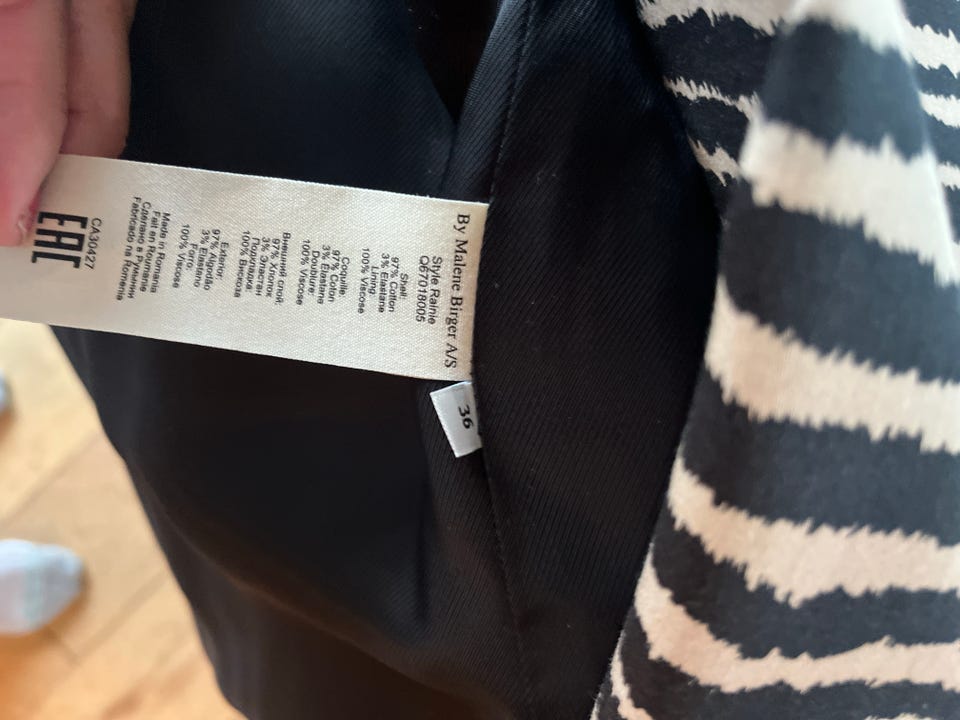 By Malene Birger A/S
Style Rainie
Q67018005
Shell:
97% Cotton
3% Elastane
Lining:
100% Viscose
Coquille:
97% Coton
3% Elastane
Doublure:
100% Viscose
Внешний слой:
97% Хлопок
3% Эластан
Подкладка:
100% Вискоза
Exterior:
97% Algodão
3% Elastano
Forro:
100% Viscose
Made in Romania
Fait en Roumanie
Сделано в Румынии
Fabricado na Roménia
CA30427
EAC
36